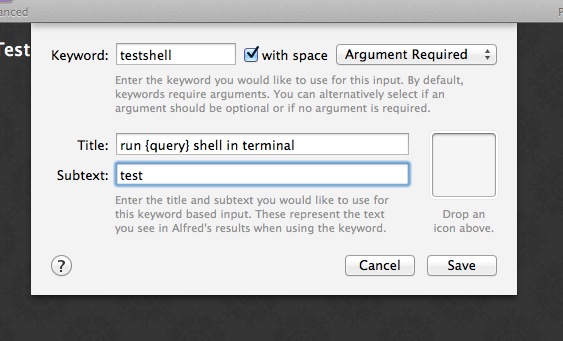 anced
P
Test
Keyword: testshell with space Argument Required
Enter the keyword you would like to use for this input. By default,
keywords require arguments. You can alternatively select if an
argument should be optional or if no argument is required.
Title: run {query} shell in terminal
Subtext: test
Enter the title and subtext you would like to use for
this keyword based input. These represent the text
you see in Alfred's results when using the keyword.
Drop an
icon above.
? Cancel Save